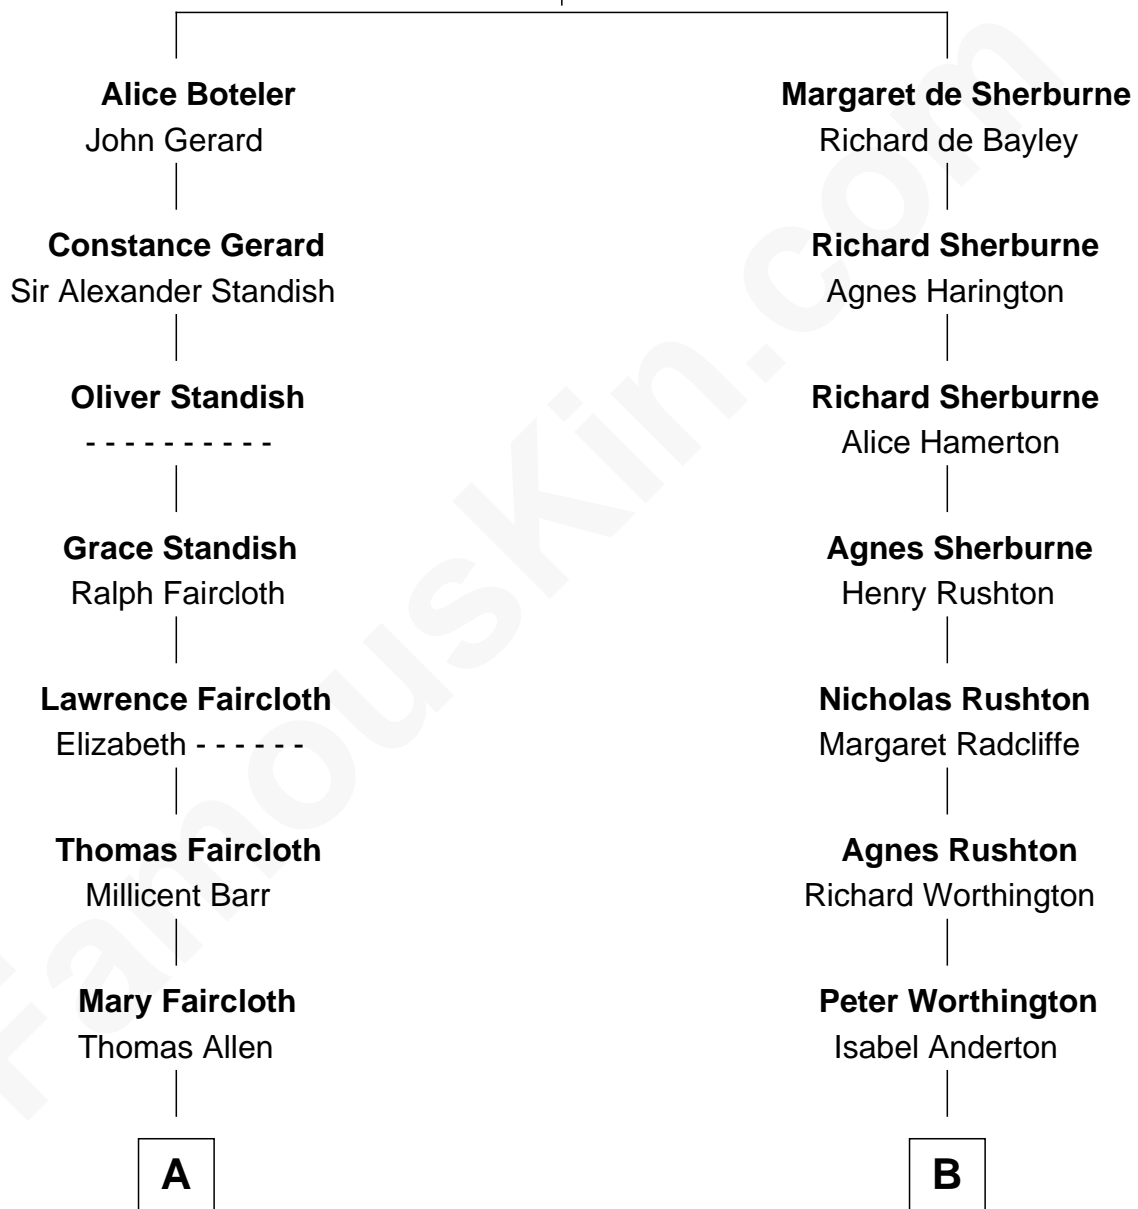 Alice Boteler
John Gerard
Constance Gerard
Sir Alexander Standish
Oliver Standish
- - - - - - - - - -
Grace Standish
Ralph Faircloth
Lawrence Faircloth
Elizabeth - - - - - -
Thomas Faircloth
Millicent Barr
Mary Faircloth
Thomas Allen
A
Margaret de Sherburne
Richard de Bayley
Richard Sherburne
Agnes Harington
Richard Sherburne
Alice Hamerton
Agnes Sherburne
Henry Rushton
Nicholas Rushton
Margaret Radcliffe
Agnes Rushton
Richard Worthington
Peter Worthington
Isabel Anderton
B
FamousKin.com